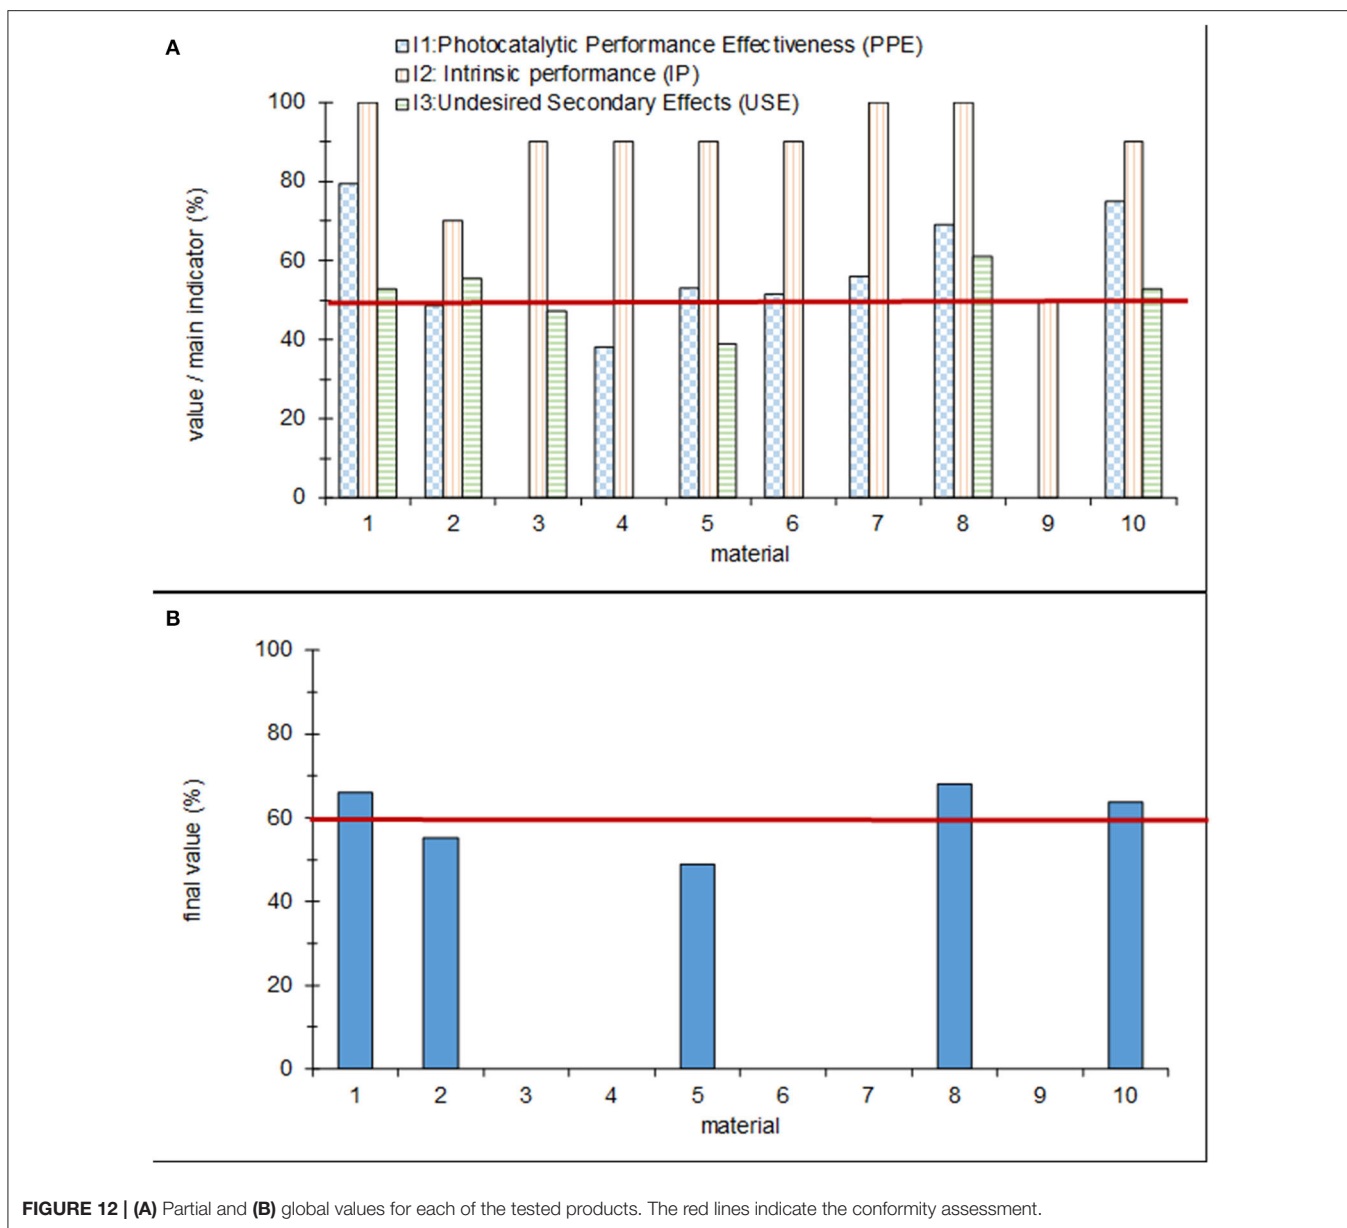 A
I1:Photocatalytic Performance Effectiveness (PPE)
I2: Intrinsic performance (IP)
I3:Undesired Secondary Effects (USE)
100
80
60
40
20
0
value / main indicator (%)
1 2 3 4 5 6 7 8 9 10
material
B
100
80
60
40
20
0
final value (%)
1 2 3 4 5 6 7 8 9 10
material
FIGURE 12 | (A) Partial and (B) global values for each of the tested products. The red lines indicate the conformity assessment.